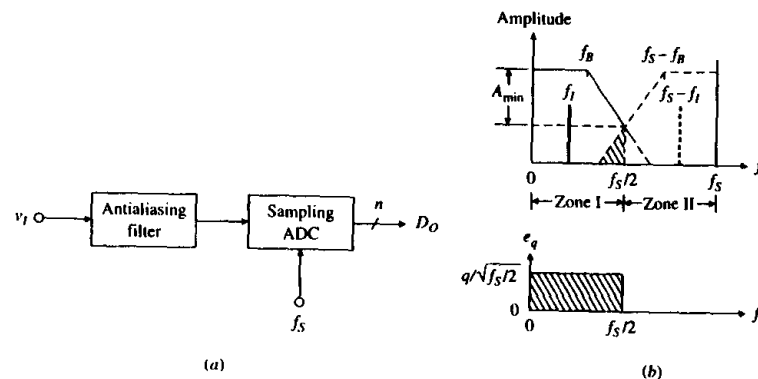 v_I
Antialiasing
filter
Sampling
ADC
n
D_O
f_S
(a)
Amplitude
f_B
f_S – f_B
A_min
f_I
f_S – f_I
0
f_S/2
f_S
f
Zone I
Zone II
e_q
q/√f_S/2
0
0
f_S/2
f
(b)